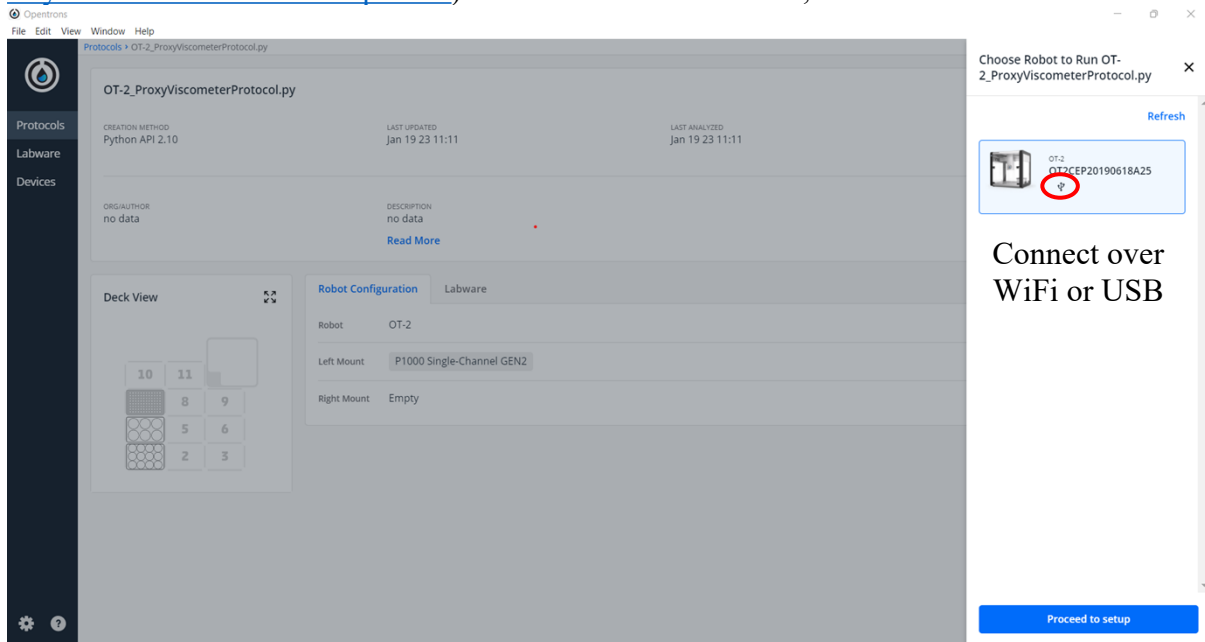 Opentrons
File Edit View Window Help
Protocols > OT-2_ProxyViscometerProtocol.py
Protocols
Labware
Devices
OT-2_ProxyViscometerProtocol.py
CREATION METHOD
Python API 2.10
LAST UPDATED
Jan 19 23 11:11
LAST ANALYZED
Jan 19 23 11:11
ORG/AUTHOR
no data
DESCRIPTION
no data
Read More
Deck View
10 11
8 9
5 6
2 3
Robot Configuration Labware
Robot OT-2
Left Mount P1000 Single-Channel GEN2
Right Mount Empty
Choose Robot to Run OT-
2_ProxyViscometerProtocol.py
Refresh
OT-2
OT2CEP20190618A25
Connect over
WiFi or USB
Proceed to setup